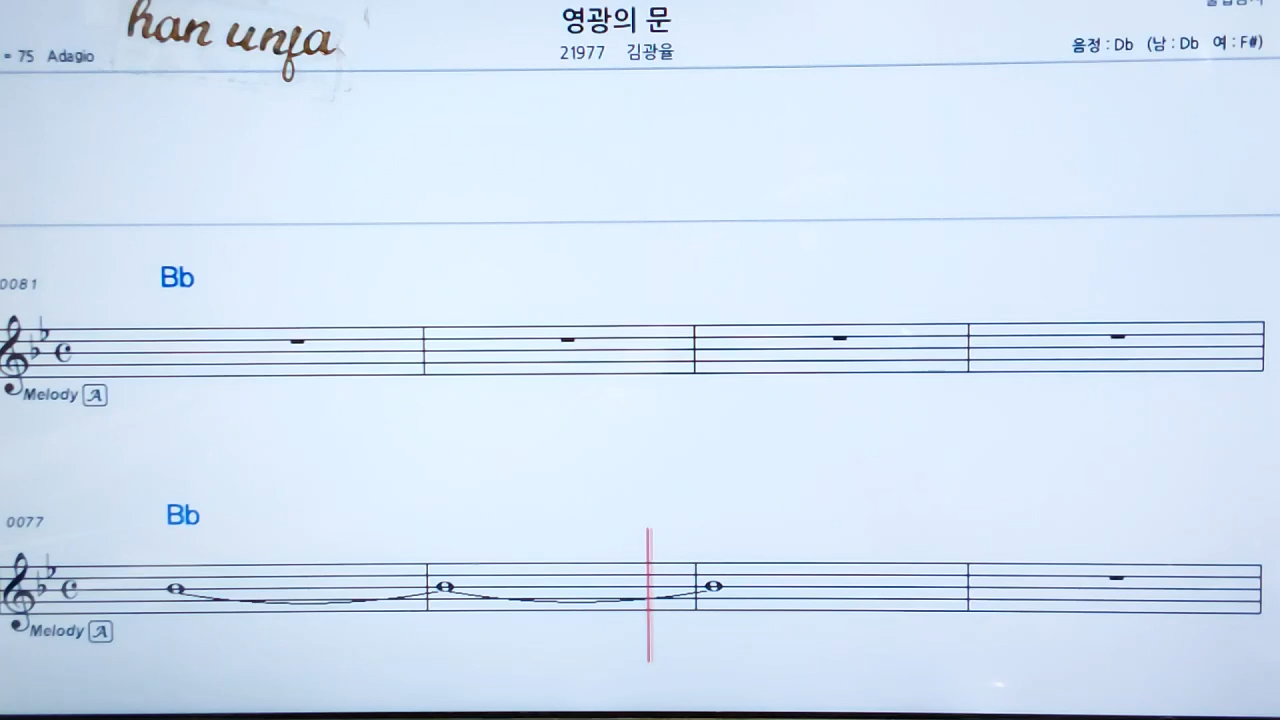 han unfa
영광의 문
= 75 Adagio
21977 김광율
음정 : Db (남 : Db 여 : F#)
0081
Bb
Melody A
0077
Bb
Melody A